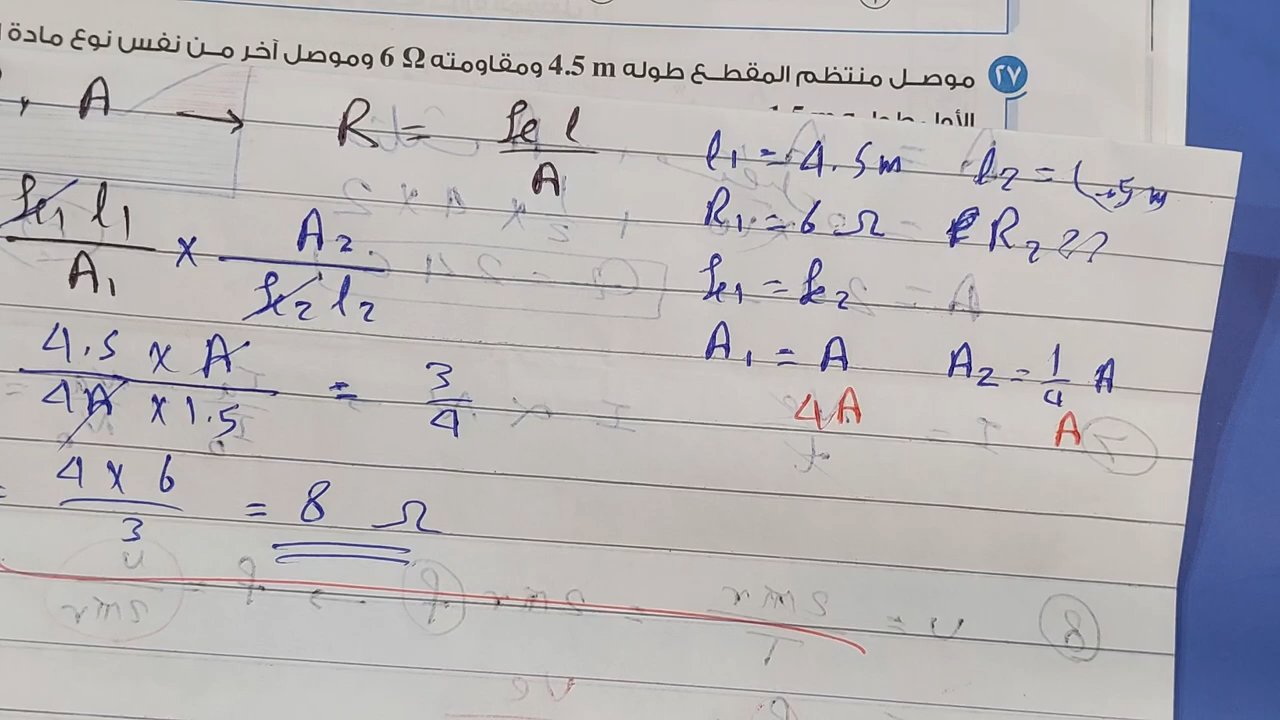 ٢٧ موصل منتظم المقطع طوله 4.5 m ومقاومته 6 Ω وموصل آخر من نفس نوع مادة
, A → R = ρe l / A
l1 = 4.5m l2 = 1.5 m
R1 = 6 Ω R2 ??
ρe1 l1 / A1 × A2 / ρe2 l2
ρe1 = ρe2
A1 = A A2 = 1/4 A
4A A
4.5 × A / 4A × 1.5 = 3/4
= 4 × 6 / 3 = 8 Ω